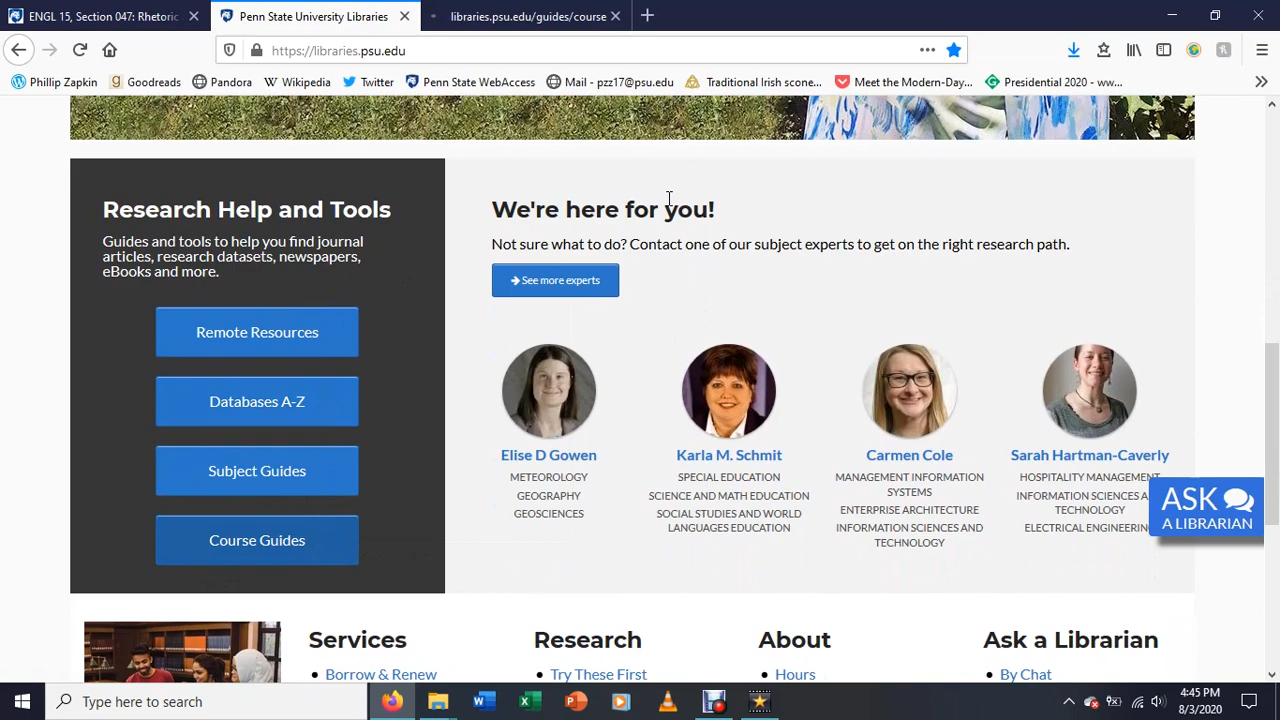 ENGL 15, Section 047: Rhetoric
Penn State University Libraries
libraries.psu.edu/guides/course
https://libraries.psu.edu
Phillip Zapkin
Goodreads
Pandora
Wikipedia
Twitter
Penn State WebAccess
Mail - pzz17@psu.edu
Traditional Irish scone...
Meet the Modern-Day...
Presidential 2020 - ww...
Research Help and Tools
Guides and tools to help you find journal
articles, research datasets, newspapers,
eBooks and more.
Remote Resources
Databases A-Z
Subject Guides
Course Guides
We're here for you!
Not sure what to do? Contact one of our subject experts to get on the right research path.
See more experts
Elise D Gowen
METEOROLOGY
GEOGRAPHY
GEOSCIENCES
Karla M. Schmit
SPECIAL EDUCATION
SCIENCE AND MATH EDUCATION
SOCIAL STUDIES AND WORLD
LANGUAGES EDUCATION
Carmen Cole
MANAGEMENT INFORMATION
SYSTEMS
ENTERPRISE ARCHITECTURE
INFORMATION SCIENCES AND
TECHNOLOGY
Sarah Hartman-Caverly
HOSPITALITY MANAGEMENT
INFORMATION SCIENCES A
TECHNOLOGY
ELECTRICAL ENGINEERING
ASK
A LIBRARIAN
Services
Borrow & Renew
Research
Try These First
About
Hours
Ask a Librarian
By Chat
Type here to search
4:45 PM
8/3/2020